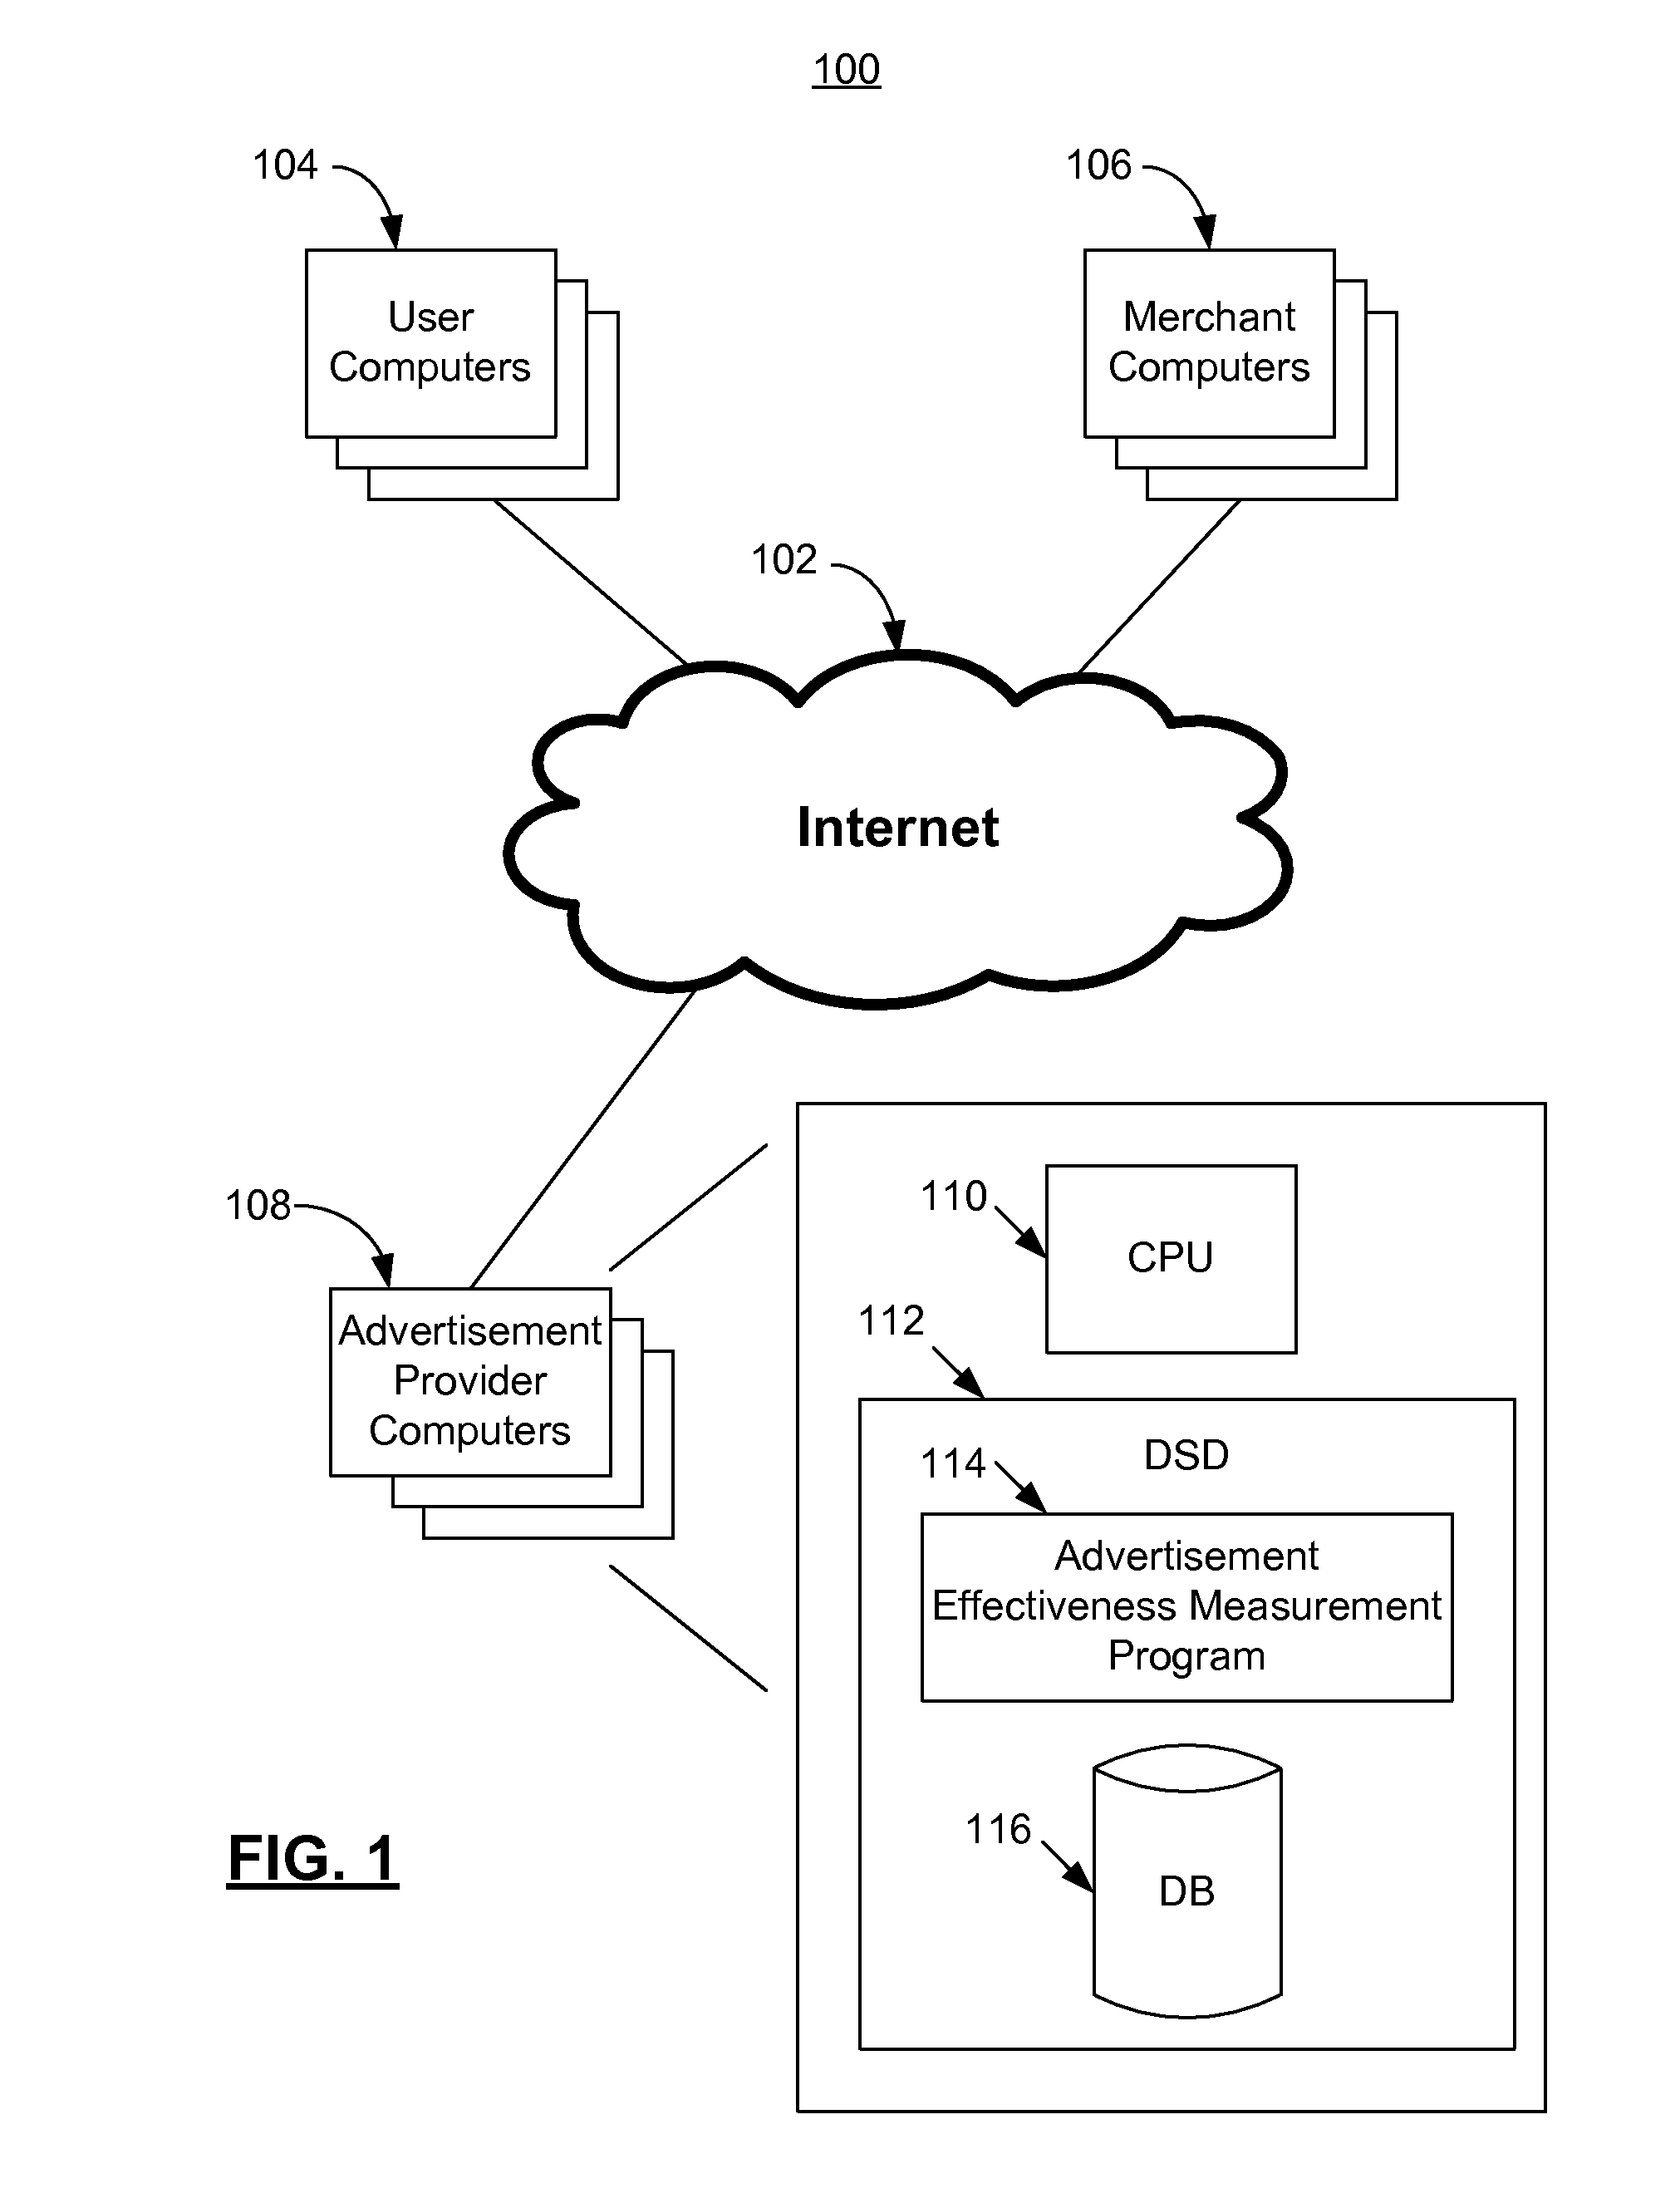 100
104
106
User
Computers
Merchant
Computers
102
Internet
108
Advertisement
Provider
Computers
110
CPU
112
DSD
114
Advertisement
Effectiveness Measurement
Program
116
DB
FIG. 1